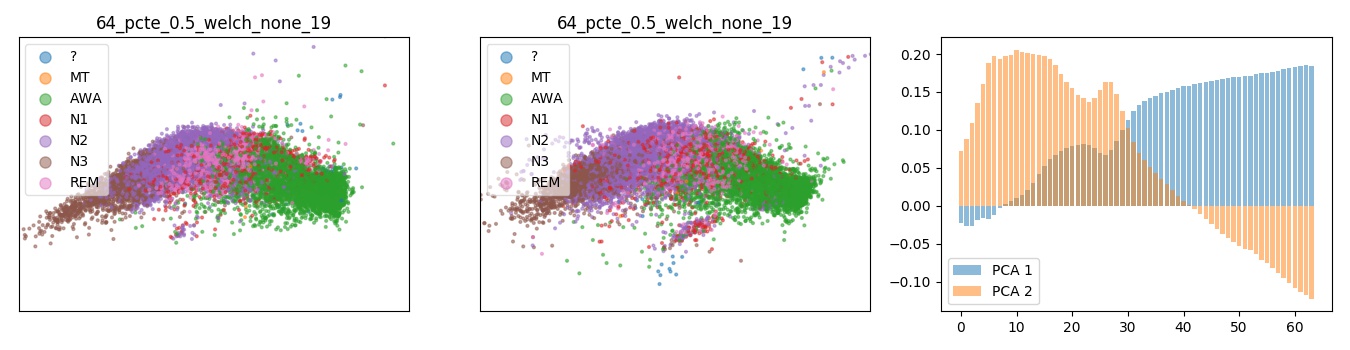 64_pcte_0.5_welch_none_19
?
MT
AWA
N1
N2
N3
REM
64_pcte_0.5_welch_none_19
?
MT
AWA
N1
N2
N3
REM
0.20
0.15
0.10
0.05
0.00
−0.05
−0.10
PCA 1
PCA 2
0 10 20 30 40 50 60